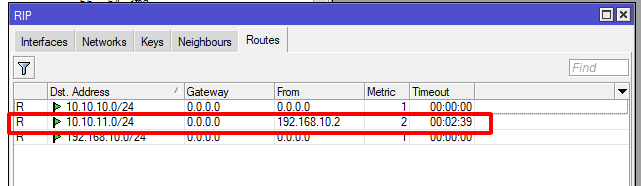 RIP
Interfaces Networks Keys Neighbours Routes
Find
Dst. Address Gateway From Metric Timeout
R 10.10.10.0/24 0.0.0.0 0.0.0.0 1 00:00:00
R 10.10.11.0/24 0.0.0.0 192.168.10.2 2 00:02:39
R 192.168.10.0/24 0.0.0.0 0.0.0.0 1 00:00:00